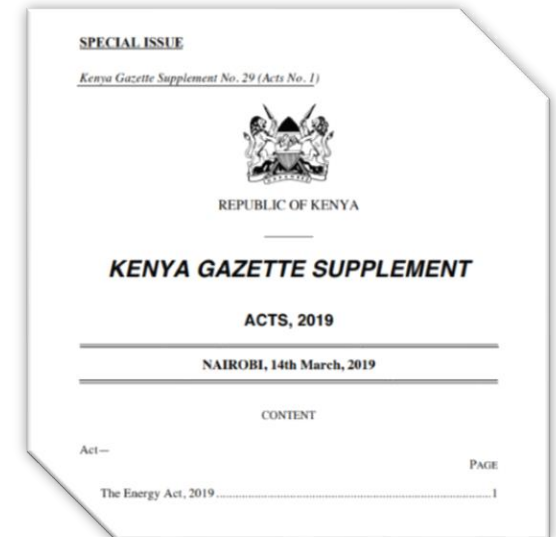 SPECIAL ISSUE
Kenya Gazette Supplement No. 29 (Acts No. 1)
REPUBLIC OF KENYA
KENYA GAZETTE SUPPLEMENT
ACTS, 2019
NAIROBI, 14th March, 2019
CONTENT
Act—
PAGE
The Energy Act, 2019........................................................................................1